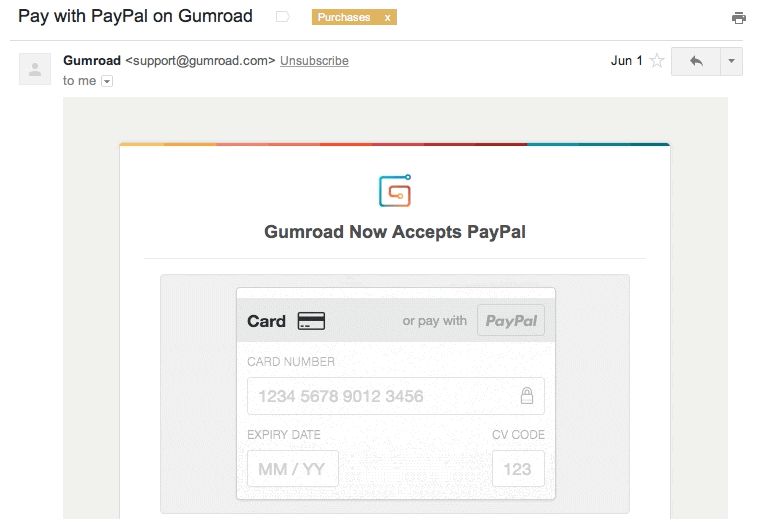 Pay with PayPal on Gumroad
Purchases x
Gumroad <support@gumroad.com> Unsubscribe
Jun 1
to me
Gumroad Now Accepts PayPal
Card or pay with PayPal
CARD NUMBER
1234 5678 9012 3456
EXPIRY DATE CV CODE
MM / YY 123